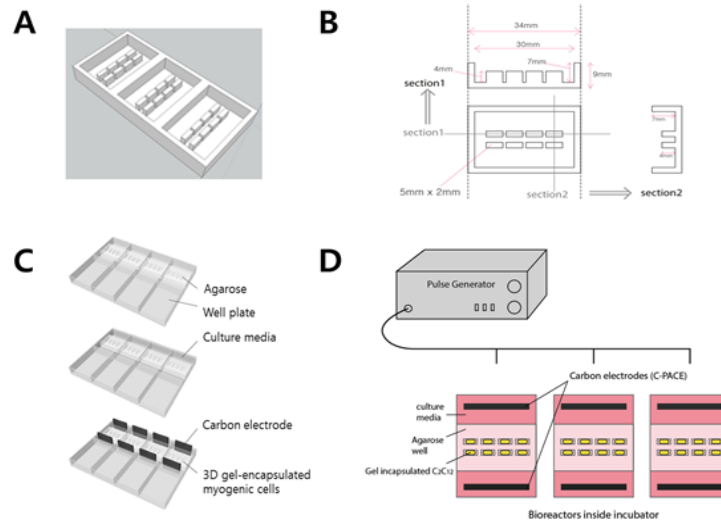 A
B
34mm
30mm
4mm
7mm
9mm
section1
section1
5mm x 2mm
section2
section2
7mm
4mm
C
Agarose
Well plate
Culture media
Carbon electrode
3D gel-encapsulated
myogenic cells
D
Pulse Generator
Carbon electrodes (C-PACE)
culture
media
Agarose
well
Gel incapsulated C₂C₁₂
Bioreactors inside incubator